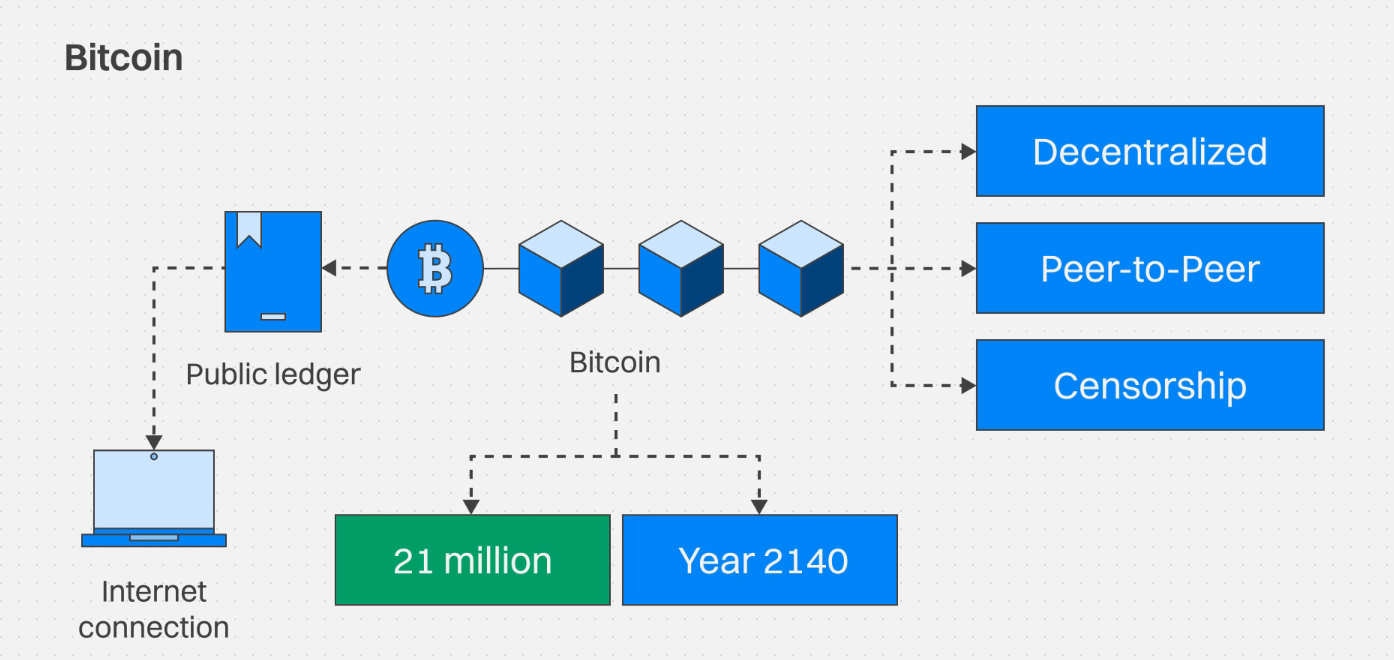 Bitcoin
Decentralized
Peer-to-Peer
Censorship
Public ledger
Bitcoin
21 million
Year 2140
Internet
connection